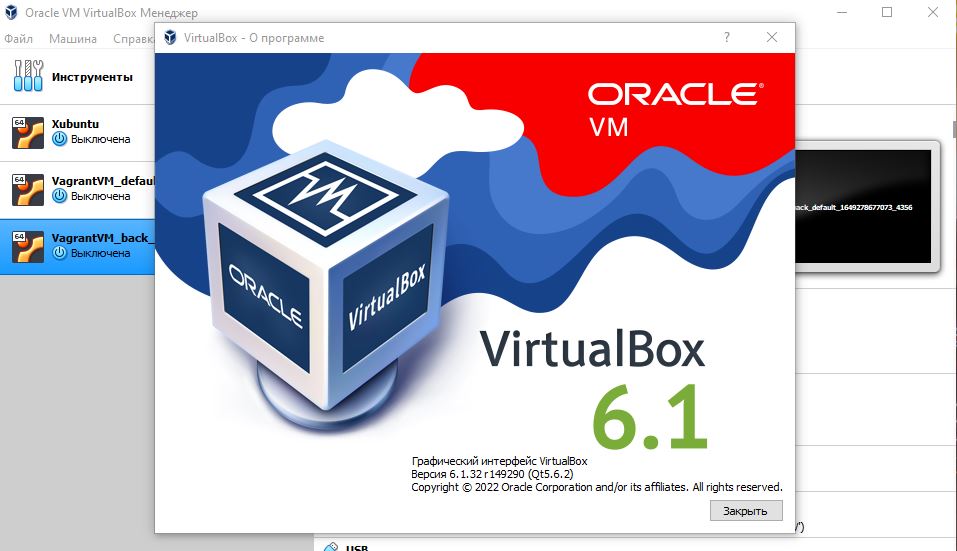 Oracle VM VirtualBox Менеджер
Файл Машина Справка
VirtualBox - О программе
?
Инструменты
64
Xubuntu
Выключена
64
VagrantVM_default
Выключена
64
VagrantVM_back_
Выключена
ORACLE®
VM
ORACLE
VirtualBox
VirtualBox
6.1
Графический интерфейс VirtualBox
Версия 6.1.32 r149290 (Qt5.6.2)
Copyright © 2022 Oracle Corporation and/or its affiliates. All rights reserved.
Закрыть
ack_default_1649278677073_4356
')
USB